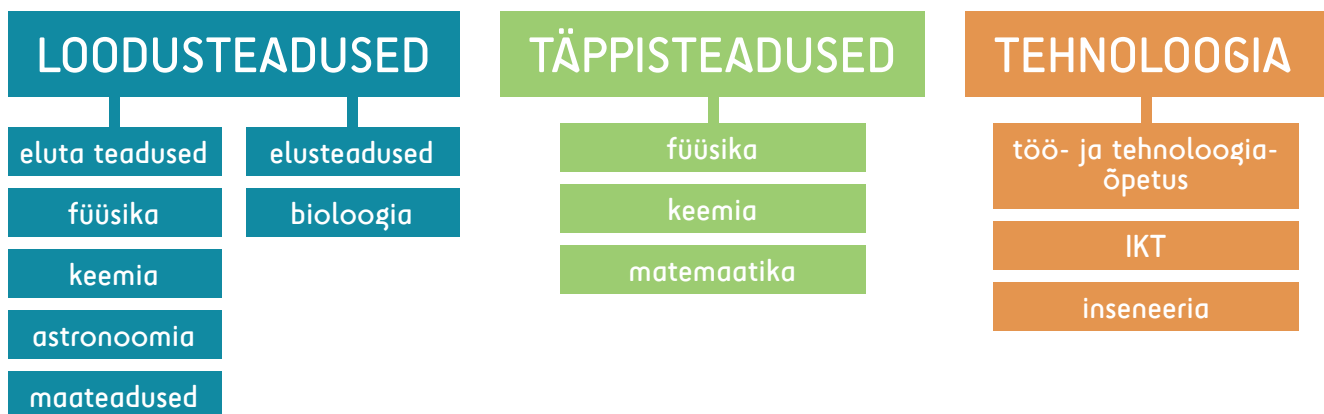 LOODUSTEADUSED
eluta teadused
füüsika
keemia
astronoomia
maateadused
elusteadused
bioloogia
TÄPPISTEADUSED
füüsika
keemia
matemaatika
TEHNOLOOGIA
töö- ja tehnoloogia-
õpetus
IKT
inseneeria